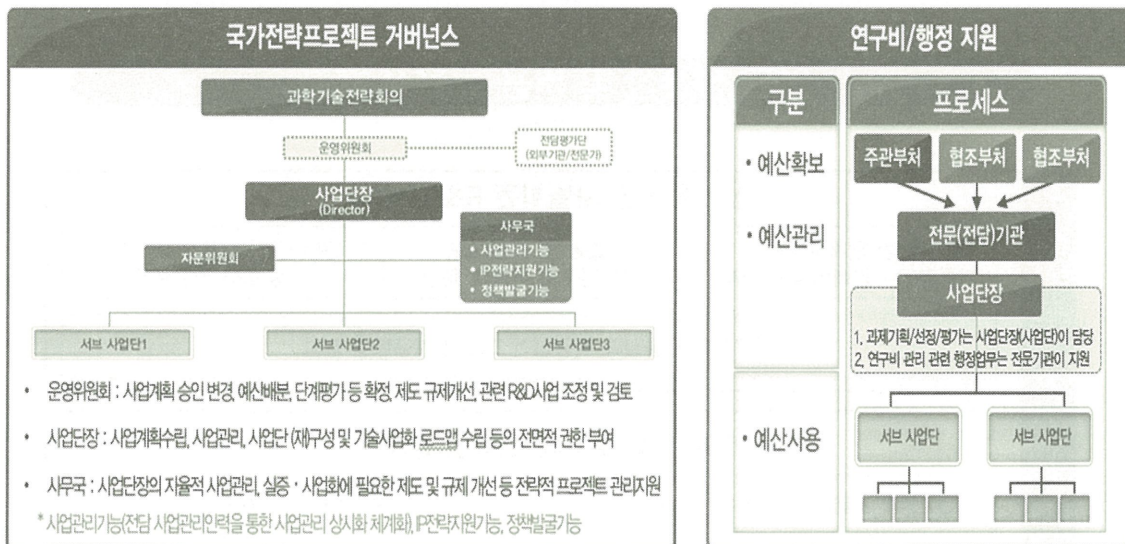 국가전략프로젝트 거버넌스
과학기술전략회의
운영위원회
전담평가단
(외부기관/전문가)
사업단장
(Director)
사무국
• 사업관리기능
• IP전략지원기능
• 정책발굴기능
자문위원회
서브 사업단1
서브 사업단2
서브 사업단3
• 운영위원회 : 사업계획 승인 변경, 예산배분, 단계평가 등 확정, 제도 규제개선, 관련 R&D사업 조정 및 검토
• 사업단장 : 사업계획수립, 사업관리, 사업단 (재)구성 및 기술사업화 로드맵 수립 등의 전면적 권한 부여
• 사무국 : 사업단장의 자율적 사업관리, 실증 · 사업화에 필요한 제도 및 규제 개선 등 전략적 프로젝트 관리지원
* 사업관리기능(전담 사업관리인력을 통한 사업관리 상시화 체계화), IP전략지원기능, 정책발굴기능
연구비/행정 지원
구분
프로세스
• 예산확보
주관부처
협조부처
협조부처
• 예산관리
전문(전담)기관
사업단장
1. 과제기획/선정/평가는 사업단장(사업단)이 담당
2. 연구비 관리 관련 행정업무는 전문기관이 지원
• 예산사용
서브 사업단
서브 사업단